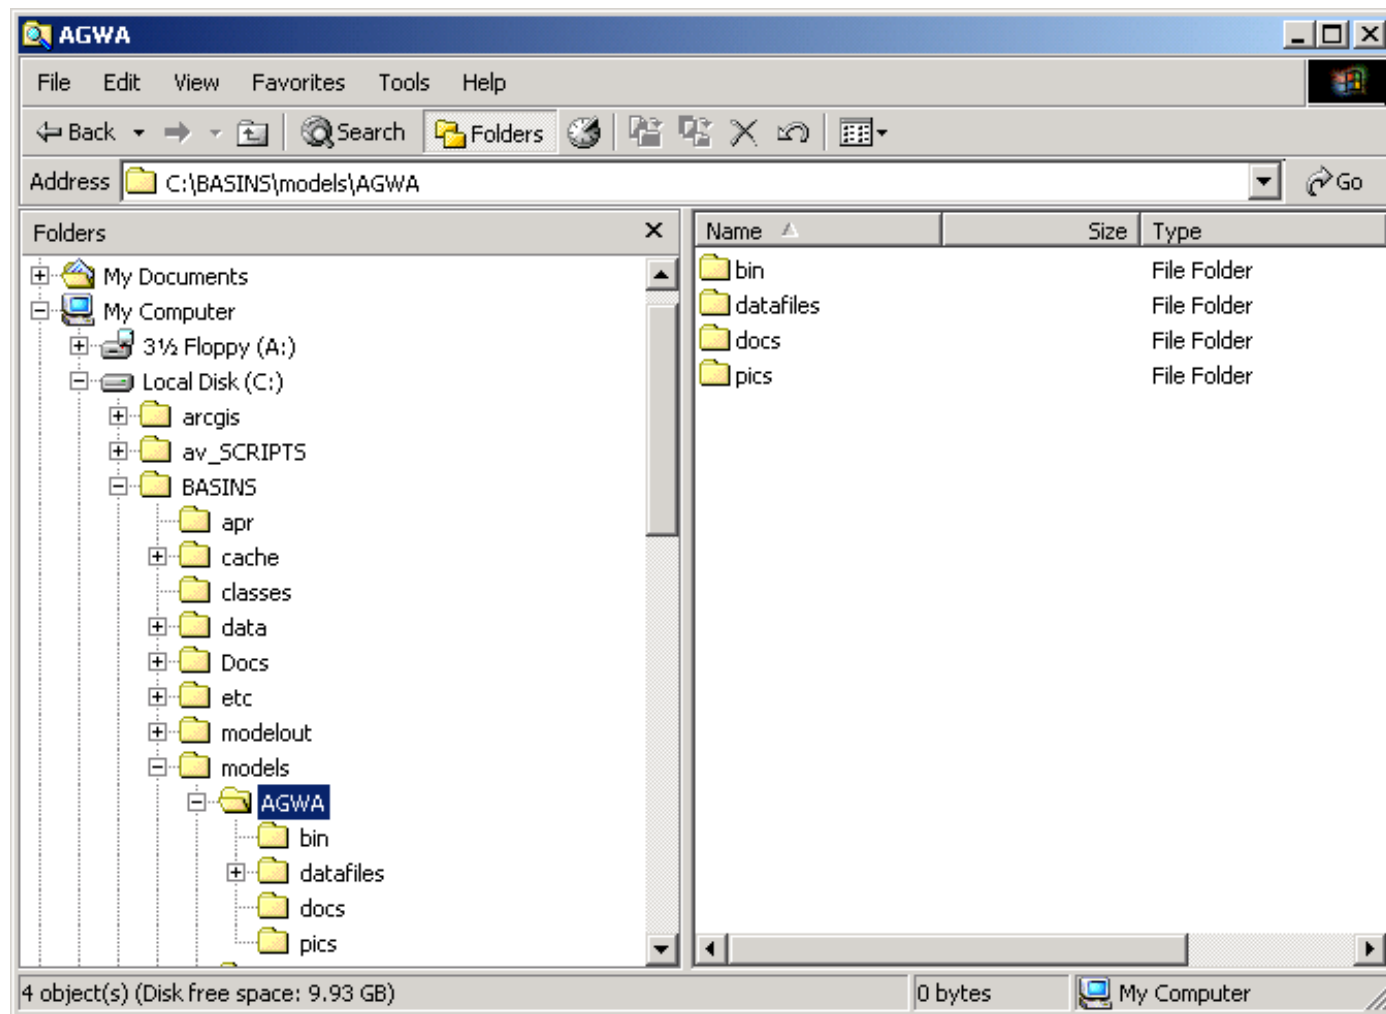 AGWA
File Edit View Favorites Tools Help
Back Search Folders
Address C:\BASINS\models\AGWA Go
Folders
My Documents
My Computer
3½ Floppy (A:)
Local Disk (C:)
arcgis
av_SCRIPTS
BASINS
apr
cache
classes
data
Docs
etc
modelout
models
AGWA
bin
datafiles
docs
pics
Name Size Type
bin File Folder
datafiles File Folder
docs File Folder
pics File Folder
4 object(s) (Disk free space: 9.93 GB) 0 bytes My Computer